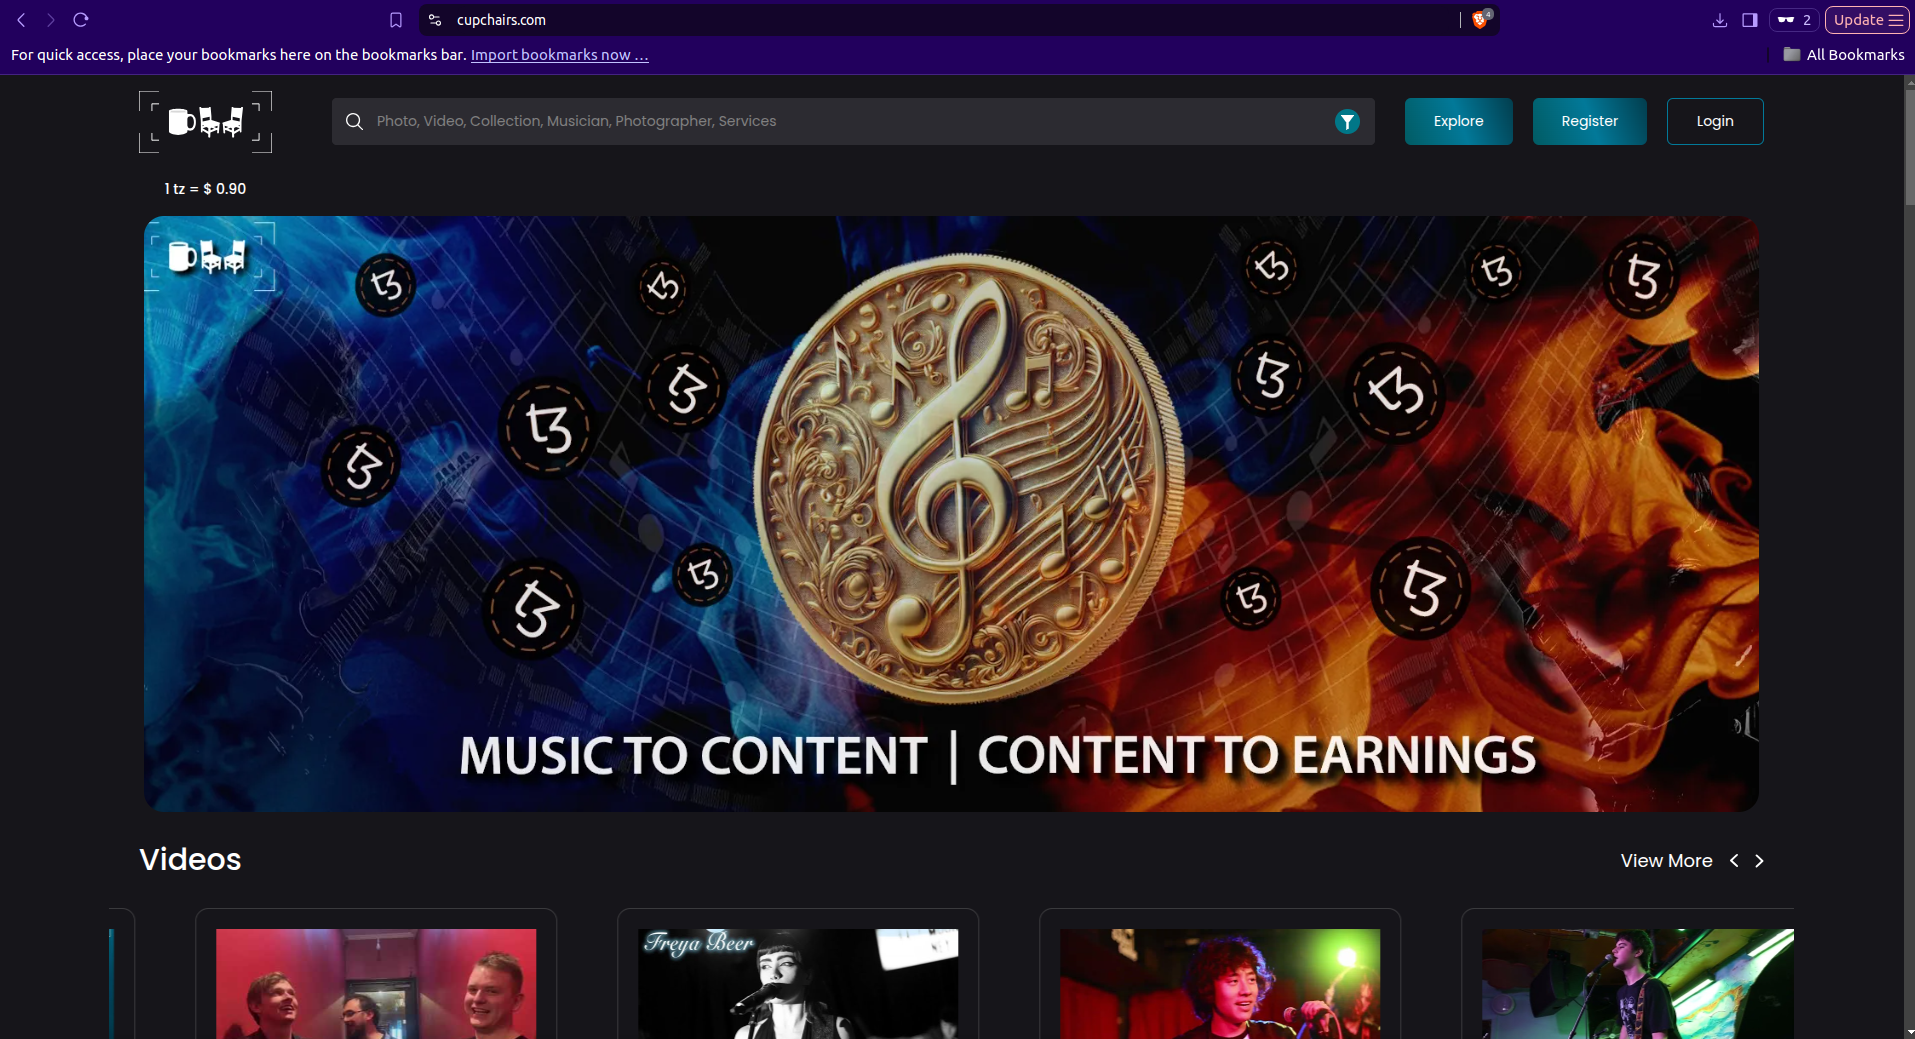 cupchairs.com
4
2
Update
For quick access, place your bookmarks here on the bookmarks bar. Import bookmarks now ...
All Bookmarks
Photo, Video, Collection, Musician, Photographer, Services
Explore
Register
Login
1 tz = $ 0.90
MUSIC TO CONTENT | CONTENT TO EARNINGS
Videos
View More
Freya Beer